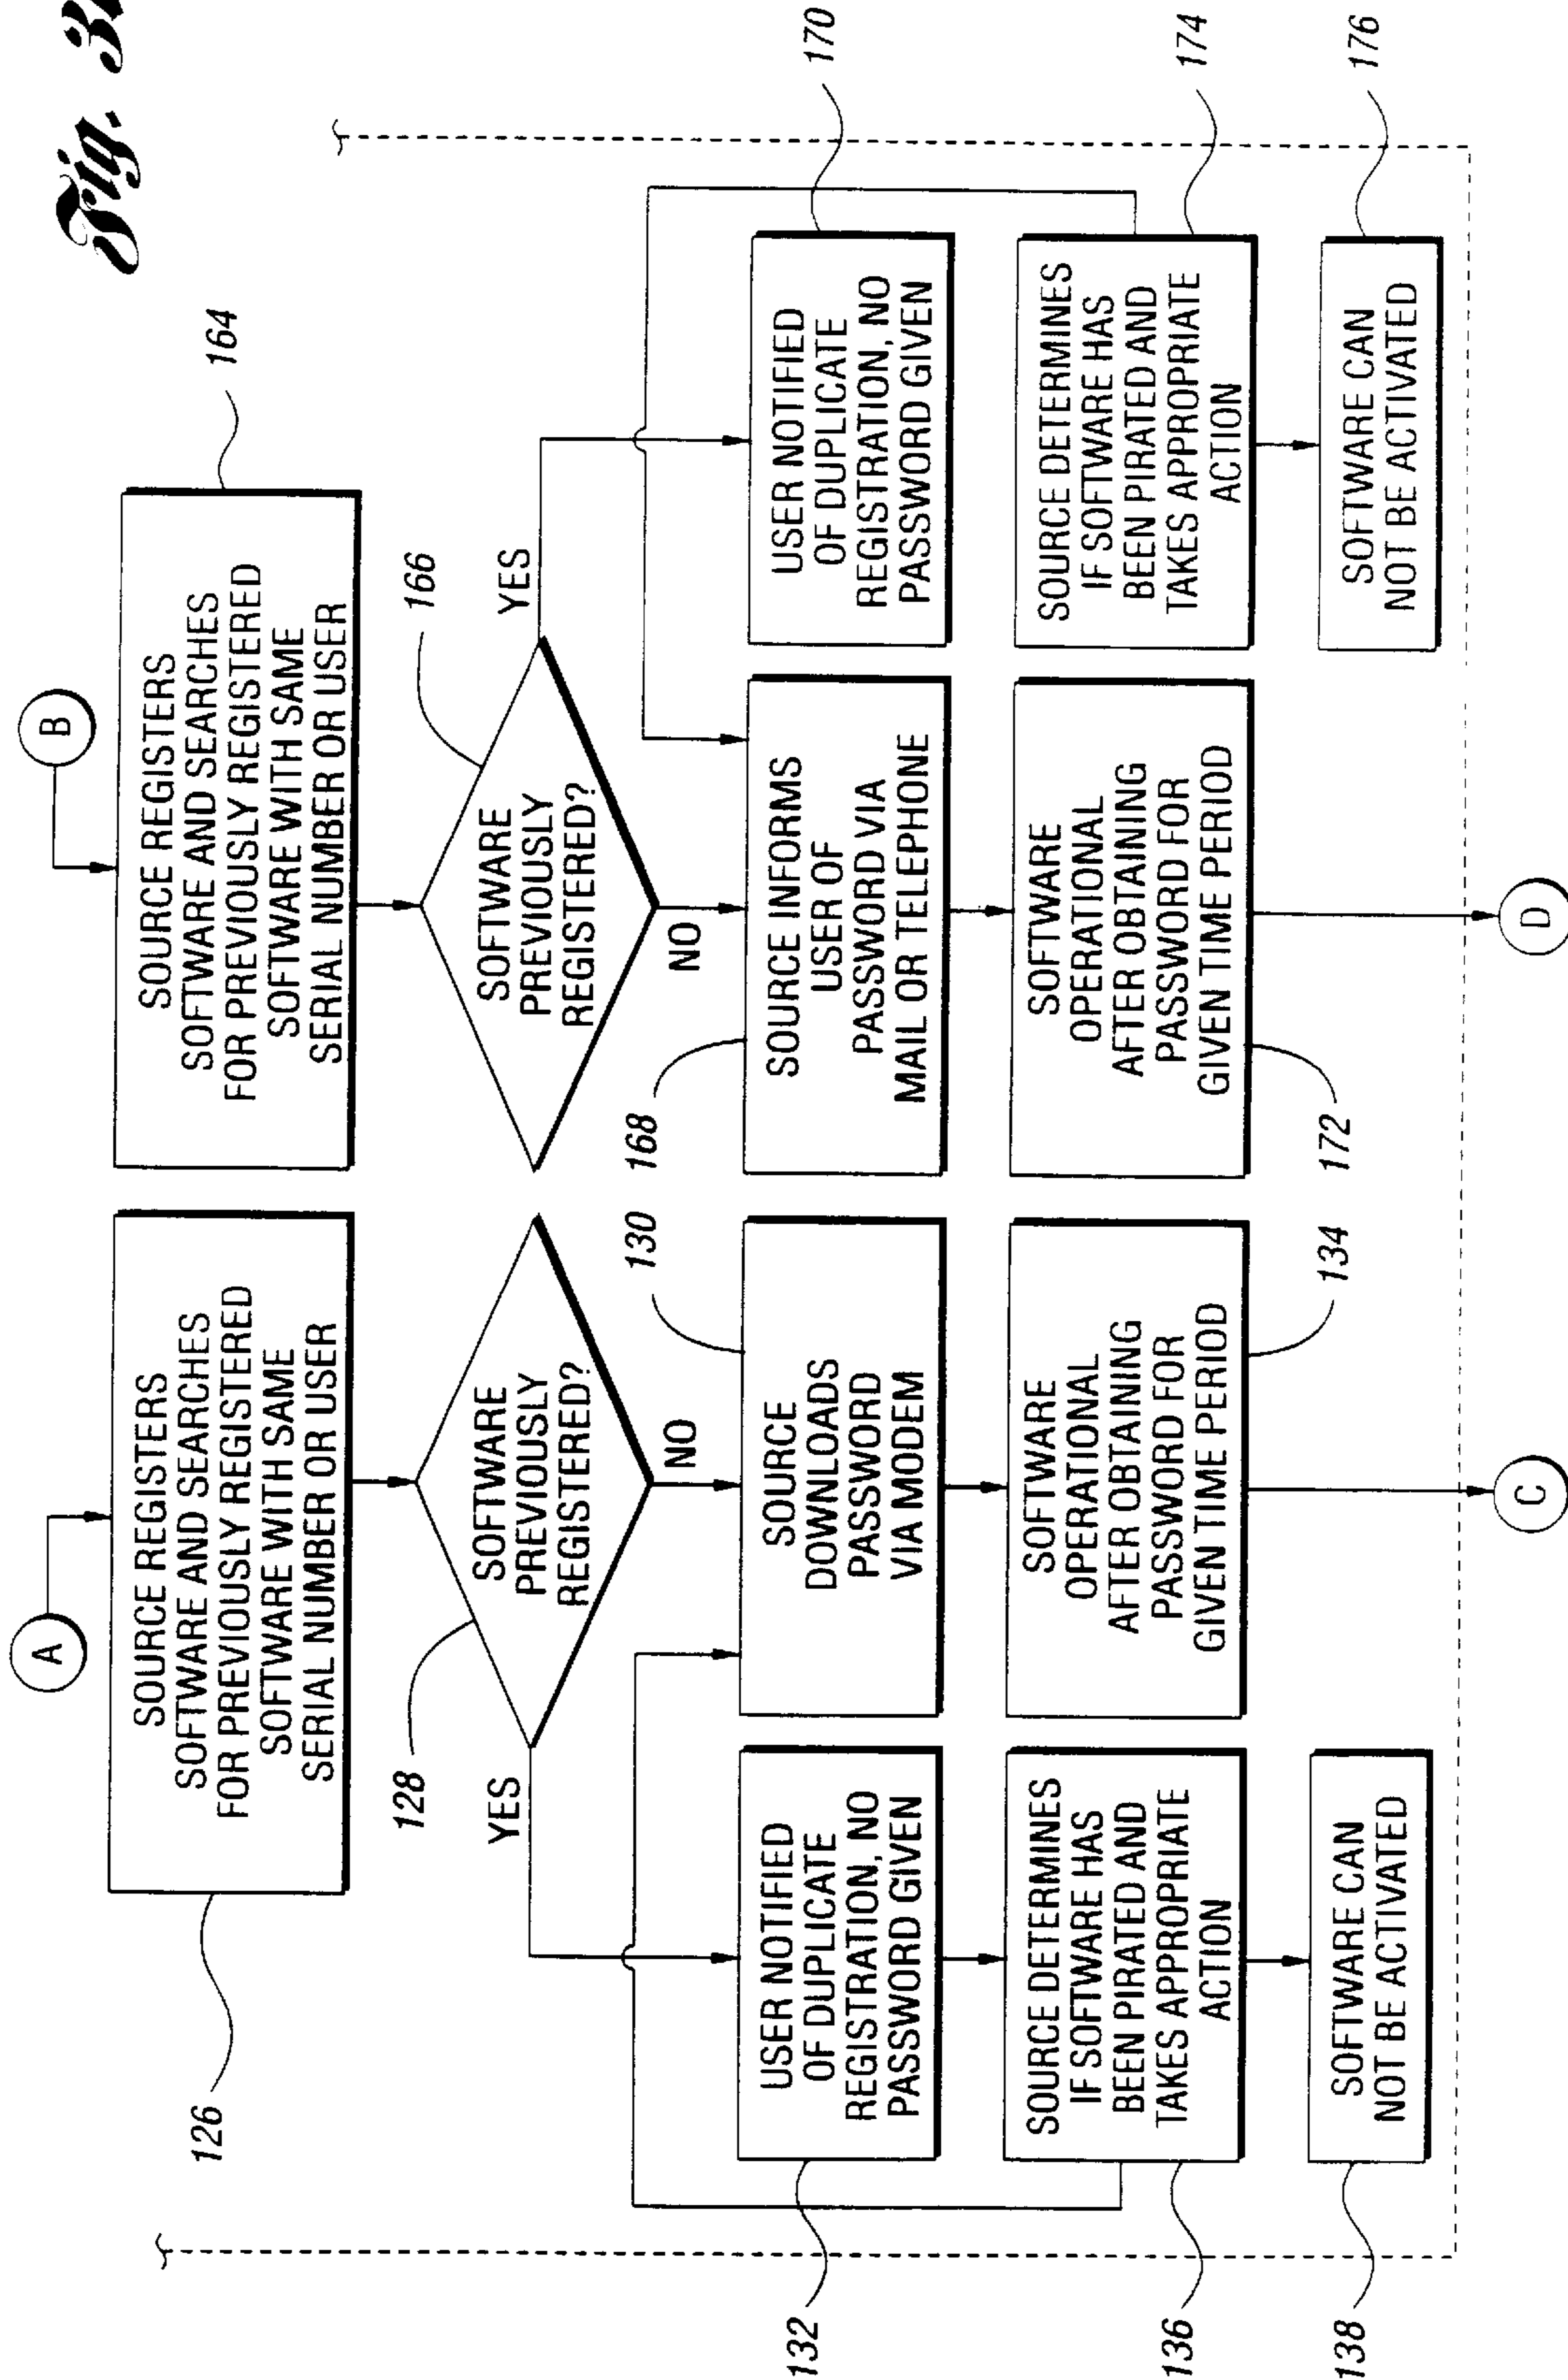 Fig. 3
A
SOURCE REGISTERS
SOFTWARE AND SEARCHES
FOR PREVIOUSLY REGISTERED
SOFTWARE WITH SAME
SERIAL NUMBER OR USER
126
128
SOFTWARE
PREVIOUSLY
REGISTERED?
YES
NO
USER NOTIFIED
OF DUPLICATE
REGISTRATION, NO
PASSWORD GIVEN
132
SOURCE
DOWNLOADS
PASSWORD
VIA MODEM
130
SOURCE DETERMINES
IF SOFTWARE HAS
BEEN PIRATED AND
TAKES APPROPRIATE
ACTION
136
SOFTWARE
OPERATIONAL
AFTER OBTAINING
PASSWORD FOR
GIVEN TIME PERIOD
134
SOFTWARE CAN
NOT BE ACTIVATED
138
C
B
SOURCE REGISTERS
SOFTWARE AND SEARCHES
FOR PREVIOUSLY REGISTERED
SOFTWARE WITH SAME
SERIAL NUMBER OR USER
164
166
SOFTWARE
PREVIOUSLY
REGISTERED?
YES
NO
168
SOURCE INFORMS
USER OF
PASSWORD VIA
MAIL OR TELEPHONE
USER NOTIFIED
OF DUPLICATE
REGISTRATION, NO
PASSWORD GIVEN
170
SOFTWARE
OPERATIONAL
AFTER OBTAINING
PASSWORD FOR
GIVEN TIME PERIOD
172
SOURCE DETERMINES
IF SOFTWARE HAS
BEEN PIRATED AND
TAKES APPROPRIATE
ACTION
174
SOFTWARE CAN
NOT BE ACTIVATED
176
D